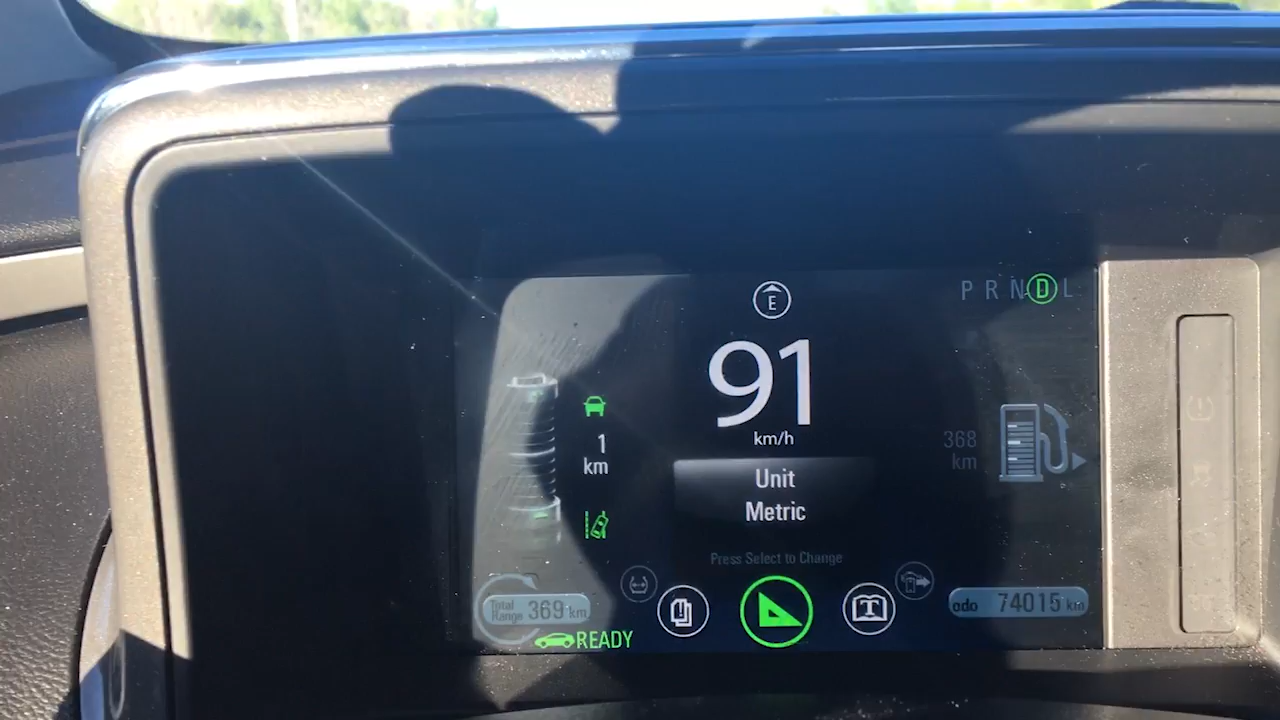 E
P R N D L
91
km/h
1
km
368
km
Unit
Metric
Press Select to Change
Total
Range 369 km
odo 74015 km
READY